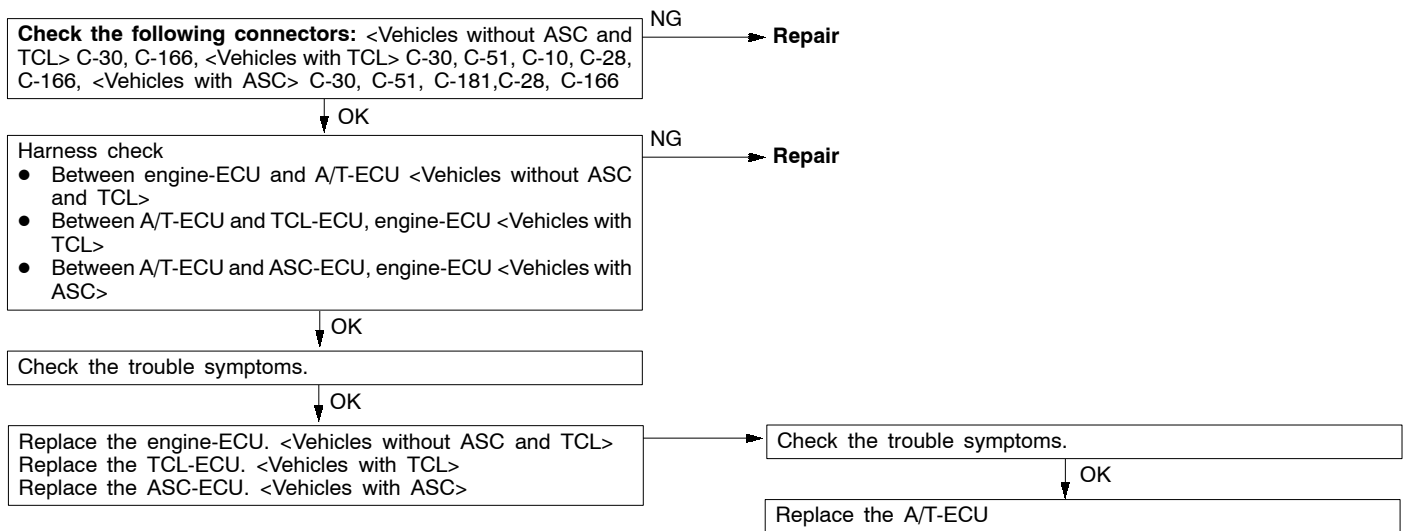 NG
Check the following connectors: <Vehicles without ASC and
TCL> C-30, C-166, <Vehicles with TCL> C-30, C-51, C-10, C-28,
C-166, <Vehicles with ASC> C-30, C-51, C-181,C-28, C-166
Repair
OK
NG
Harness check
● Between engine-ECU and A/T-ECU <Vehicles without ASC
and TCL>
● Between A/T-ECU and TCL-ECU, engine-ECU <Vehicles with
TCL>
● Between A/T-ECU and ASC-ECU, engine-ECU <Vehicles with
ASC>
Repair
OK
Check the trouble symptoms.
OK
Replace the engine-ECU. <Vehicles without ASC and TCL>
Replace the TCL-ECU. <Vehicles with TCL>
Replace the ASC-ECU. <Vehicles with ASC>
Check the trouble symptoms.
OK
Replace the A/T-ECU